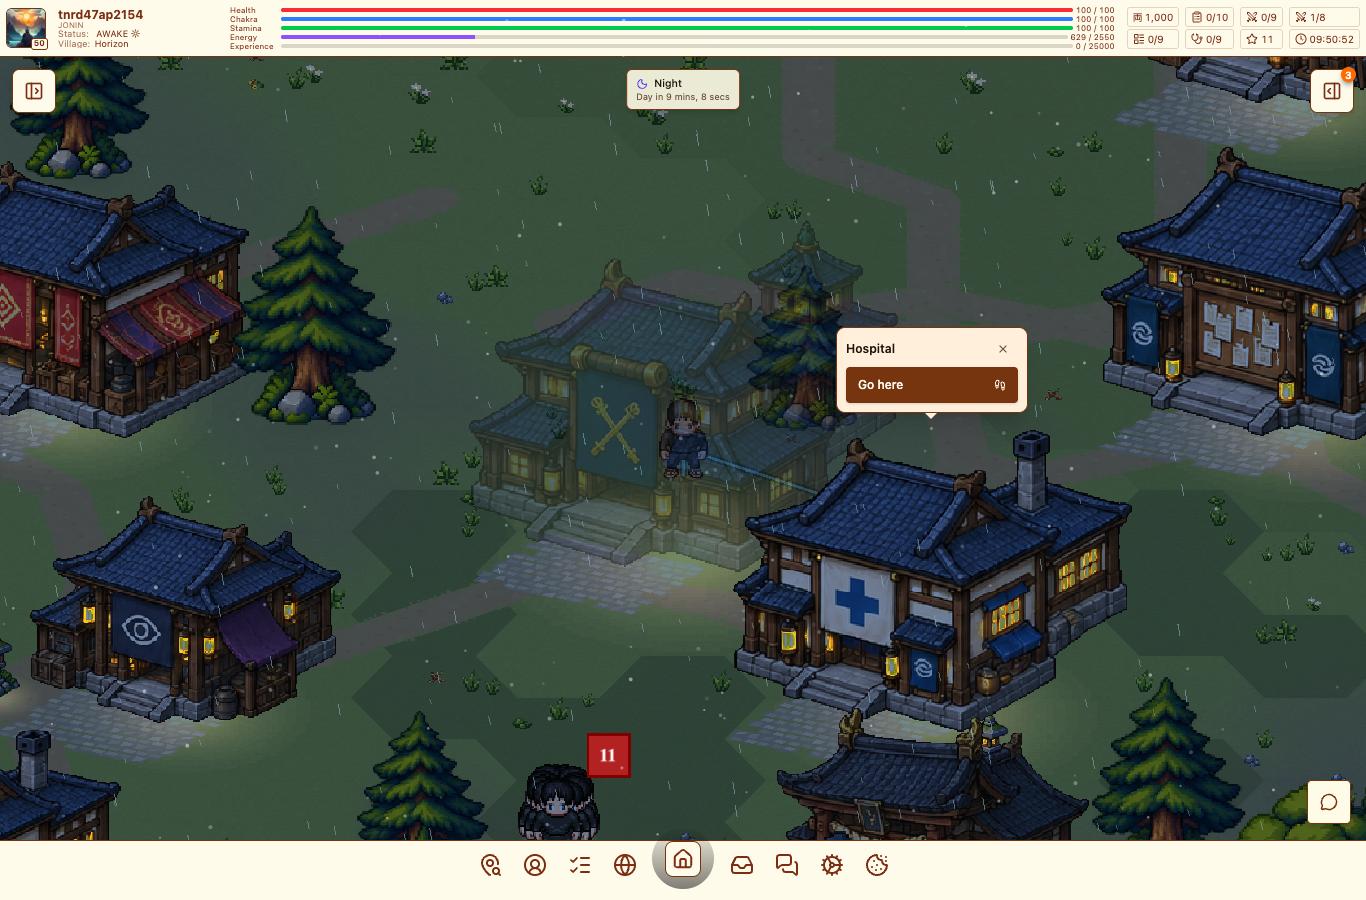 tnrd47ap2154
JONIN
Status: AWAKE
Village: Horizon
50
Health 100 / 100
Chakra 100 / 100
Stamina 100 / 100
Energy 629 / 2550
Experience 0 / 25000
1,000
0/10
0/9
1/8
0/9
0/9
11
09:50:52
Night
Day in 9 mins, 8 secs
3
Hospital
Go here
11